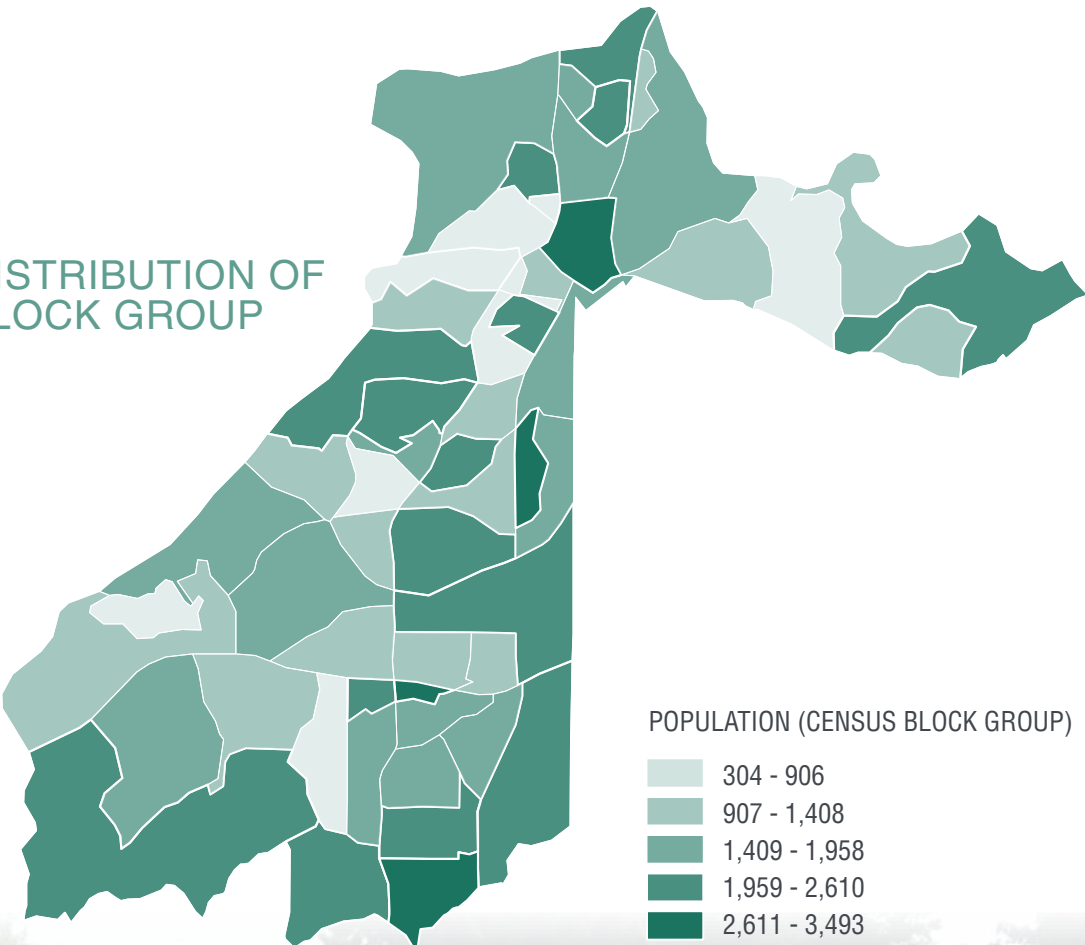 ISTRIBUTION OF
LOCK GROUP
POPULATION (CENSUS BLOCK GROUP)
304 - 906
907 - 1,408
1,409 - 1,958
1,959 - 2,610
2,611 - 3,493